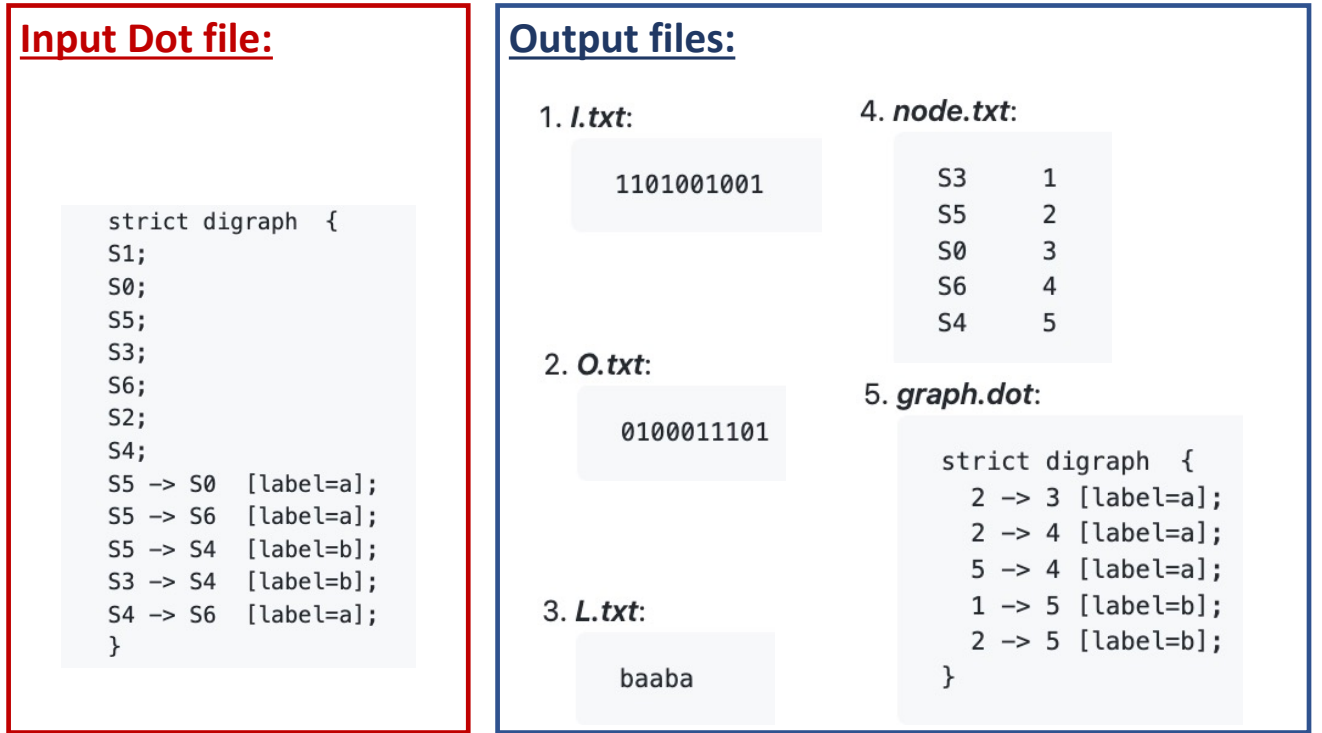 Input Dot file:
strict digraph  {
S1;
S0;
S5;
S3;
S6;
S2;
S4;
S5 -> S0  [label=a];
S5 -> S6  [label=a];
S5 -> S4  [label=b];
S3 -> S4  [label=b];
S4 -> S6  [label=a];
}
Output files:
1. I.txt:
1101001001
2. O.txt:
0100011101
3. L.txt:
baaba
4. node.txt:
S3     1
S5     2
S0     3
S6     4
S4     5
5. graph.dot:
strict digraph  {
  2 -> 3 [label=a];
  2 -> 4 [label=a];
  5 -> 4 [label=a];
  1 -> 5 [label=b];
  2 -> 5 [label=b];
}